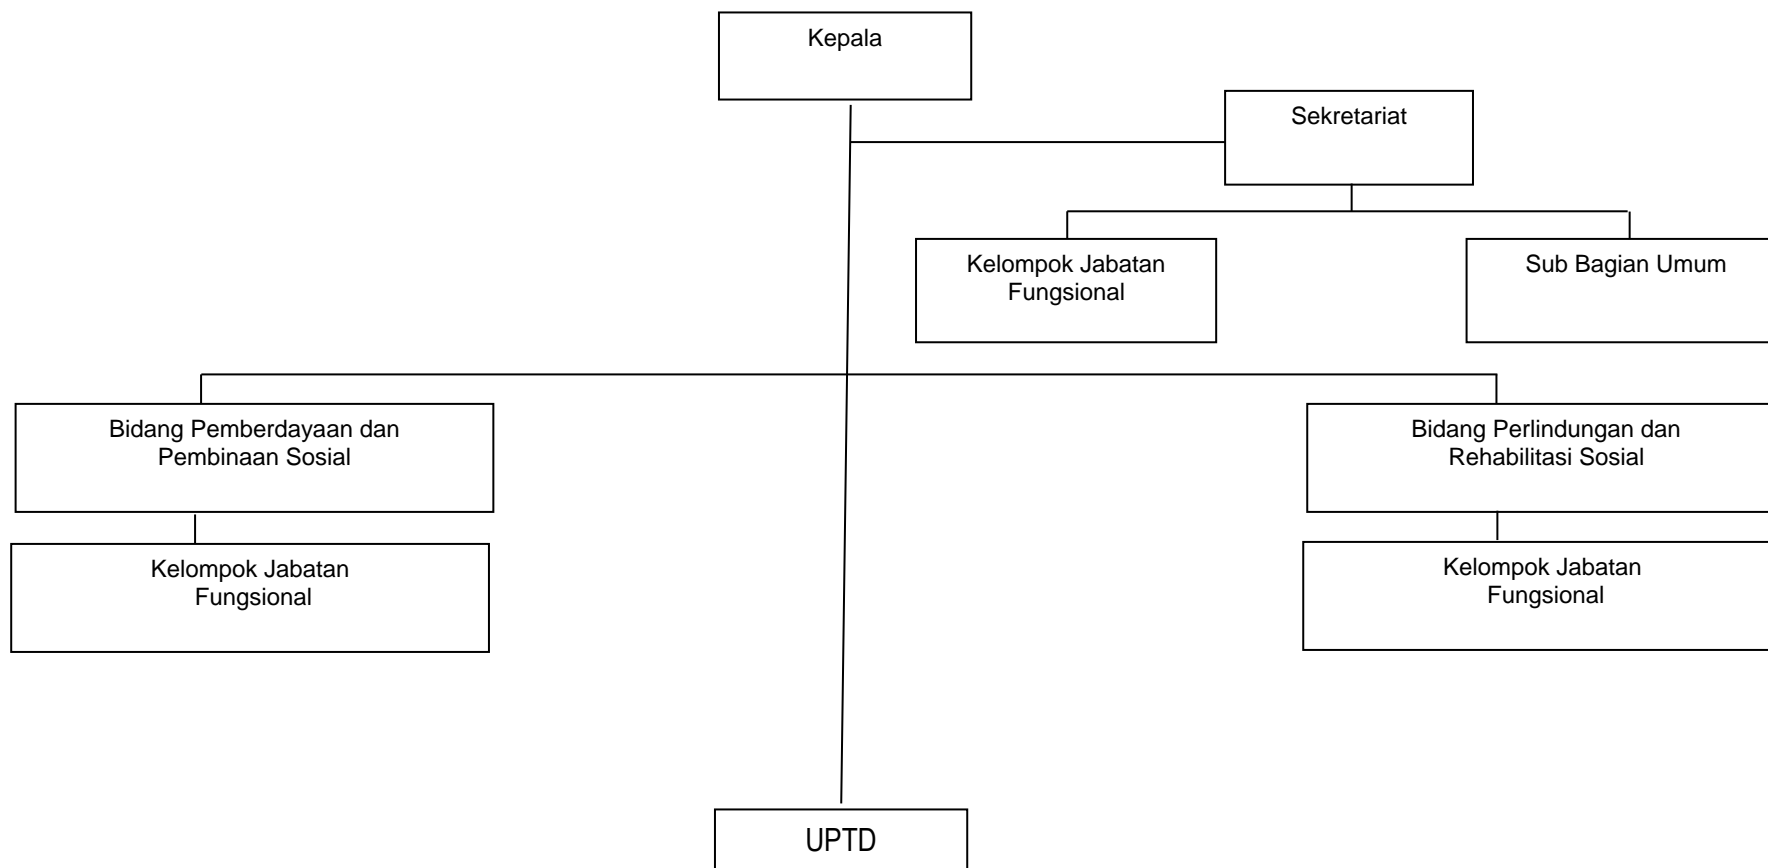 Kepala
Sekretariat
Kelompok Jabatan
Fungsional
Sub Bagian Umum
Bidang Pemberdayaan dan
Pembinaan Sosial
Bidang Perlindungan dan
Rehabilitasi Sosial
Kelompok Jabatan
Fungsional
Kelompok Jabatan
Fungsional
UPTD